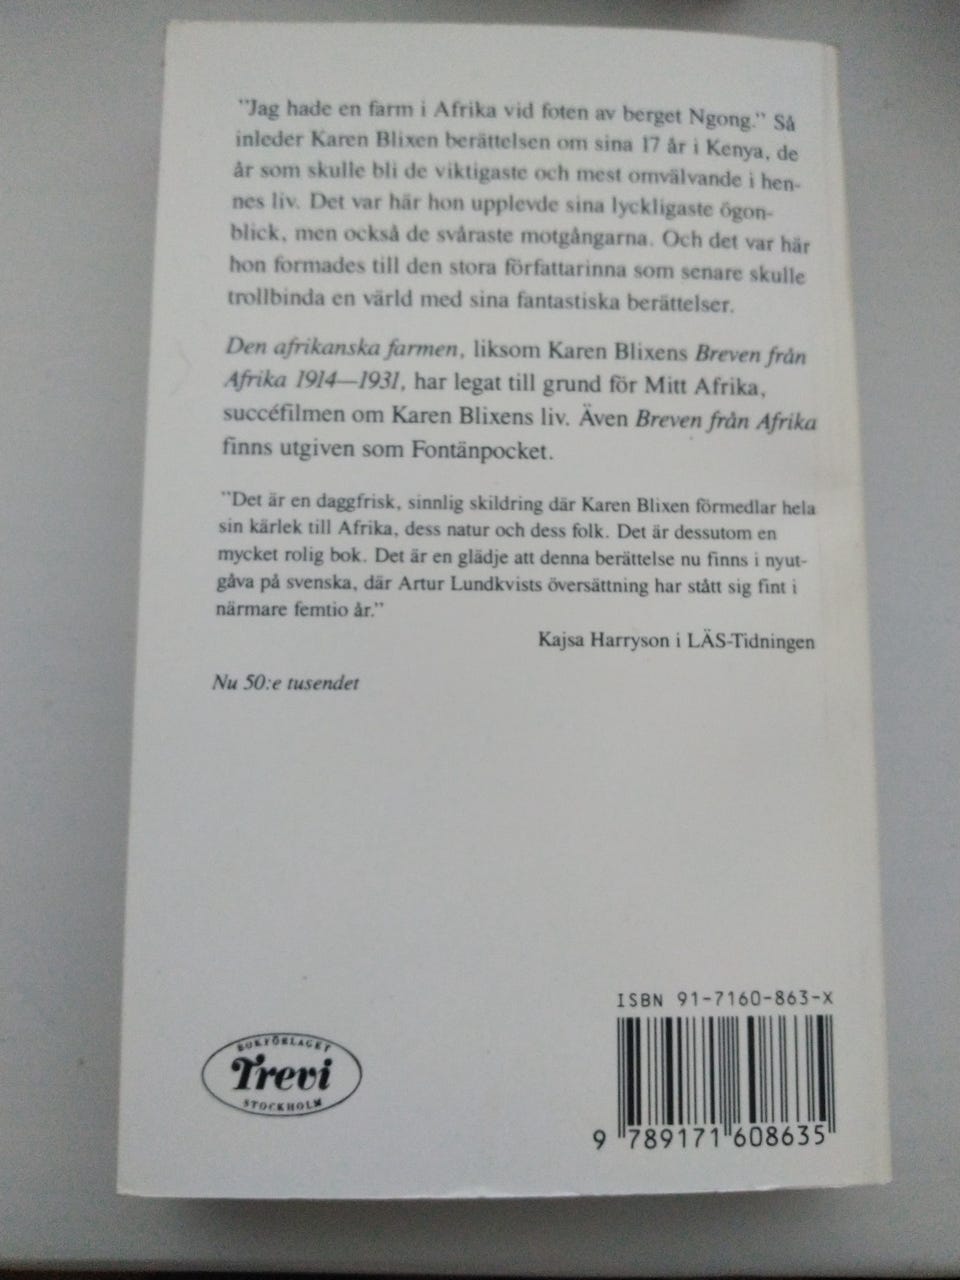 "Jag hade en farm i Afrika vid foten av berget Ngong." Så
inleder Karen Blixen berättelsen om sina 17 år i Kenya, de
år som skulle bli de viktigaste och mest omvälvande i hen-
nes liv. Det var här hon upplevde sina lyckligaste ögon-
blick, men också de svåraste motgångarna. Och det var här
hon formades till den stora författarinna som senare skulle
trollbinda en värld med sina fantastiska berättelser.
Den afrikanska farmen, liksom Karen Blixens Breven från
Afrika 1914—1931, har legat till grund för Mitt Afrika,
succéfilmen om Karen Blixens liv. Även Breven från Afrika
finns utgiven som Fontänpocket.
"Det är en daggfrisk, sinnlig skildring där Karen Blixen förmedlar hela
sin kärlek till Afrika, dess natur och dess folk. Det är dessutom en
mycket rolig bok. Det är en glädje att denna berättelse nu finns i nyut-
gåva på svenska, där Artur Lundkvists översättning har stått sig fint i
närmare femtio år."
Kajsa Harryson i LÄS-Tidningen
Nu 50:e tusendet
BOKFÖRLAGET
Trevi
STOCKHOLM
ISBN 91-7160-863-X
9 789171 608635